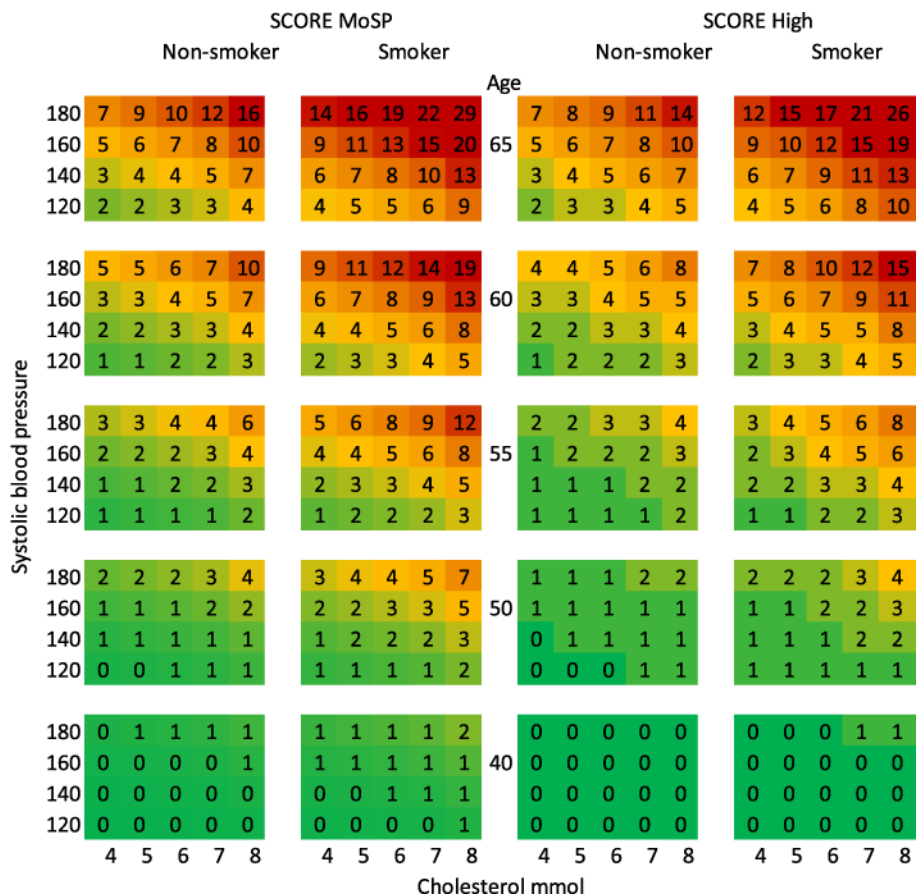 SCORE MoSP SCORE High
Non-smoker Smoker Non-smoker Smoker
Age
180 7 9 10 12 16 14 16 19 22 29 7 8 9 11 14 12 15 17 21 26
160 5 6 7 8 10 9 11 13 15 20 65 5 6 7 8 10 9 10 12 15 19
140 3 4 4 5 7 6 7 8 10 13 3 4 5 6 7 6 7 9 11 13
120 2 2 3 3 4 4 5 5 6 9 2 3 3 4 5 4 5 6 8 10
180 5 5 6 7 10 9 11 12 14 19 4 4 5 6 8 7 8 10 12 15
160 3 3 4 5 7 6 7 8 9 13 60 3 3 4 5 5 5 6 7 9 11
140 2 2 3 3 4 4 4 5 6 8 2 2 3 3 4 3 4 5 5 8
120 1 1 2 2 3 2 3 3 4 5 1 2 2 2 3 2 3 3 4 5
Systolic blood pressure
180 3 3 4 4 6 5 6 8 9 12 2 2 3 3 4 3 4 5 6 8
160 2 2 2 3 4 4 4 5 6 8 55 1 2 2 2 3 2 3 4 5 6
140 1 1 2 2 3 2 3 3 4 5 1 1 1 2 2 2 2 3 3 4
120 1 1 1 1 2 1 2 2 2 3 1 1 1 1 2 1 1 2 2 3
180 2 2 2 3 4 3 4 4 5 7 1 1 1 2 2 2 2 2 3 4
160 1 1 1 2 2 2 2 3 3 5 50 1 1 1 1 1 1 1 2 2 3
140 1 1 1 1 1 1 2 2 2 3 0 1 1 1 1 1 1 1 2 2
120 0 0 1 1 1 1 1 1 1 2 0 0 0 1 1 1 1 1 1 1
180 0 1 1 1 1 1 1 1 1 2 0 0 0 0 0 0 0 0 1 1
160 0 0 0 0 1 1 1 1 1 1 40 0 0 0 0 0 0 0 0 0 0
140 0 0 0 0 0 0 0 1 1 1 0 0 0 0 0 0 0 0 0 0
120 0 0 0 0 0 0 0 0 0 1 0 0 0 0 0 0 0 0 0 0
4 5 6 7 8 4 5 6 7 8 4 5 6 7 8 4 5 6 7 8
Cholesterol mmol